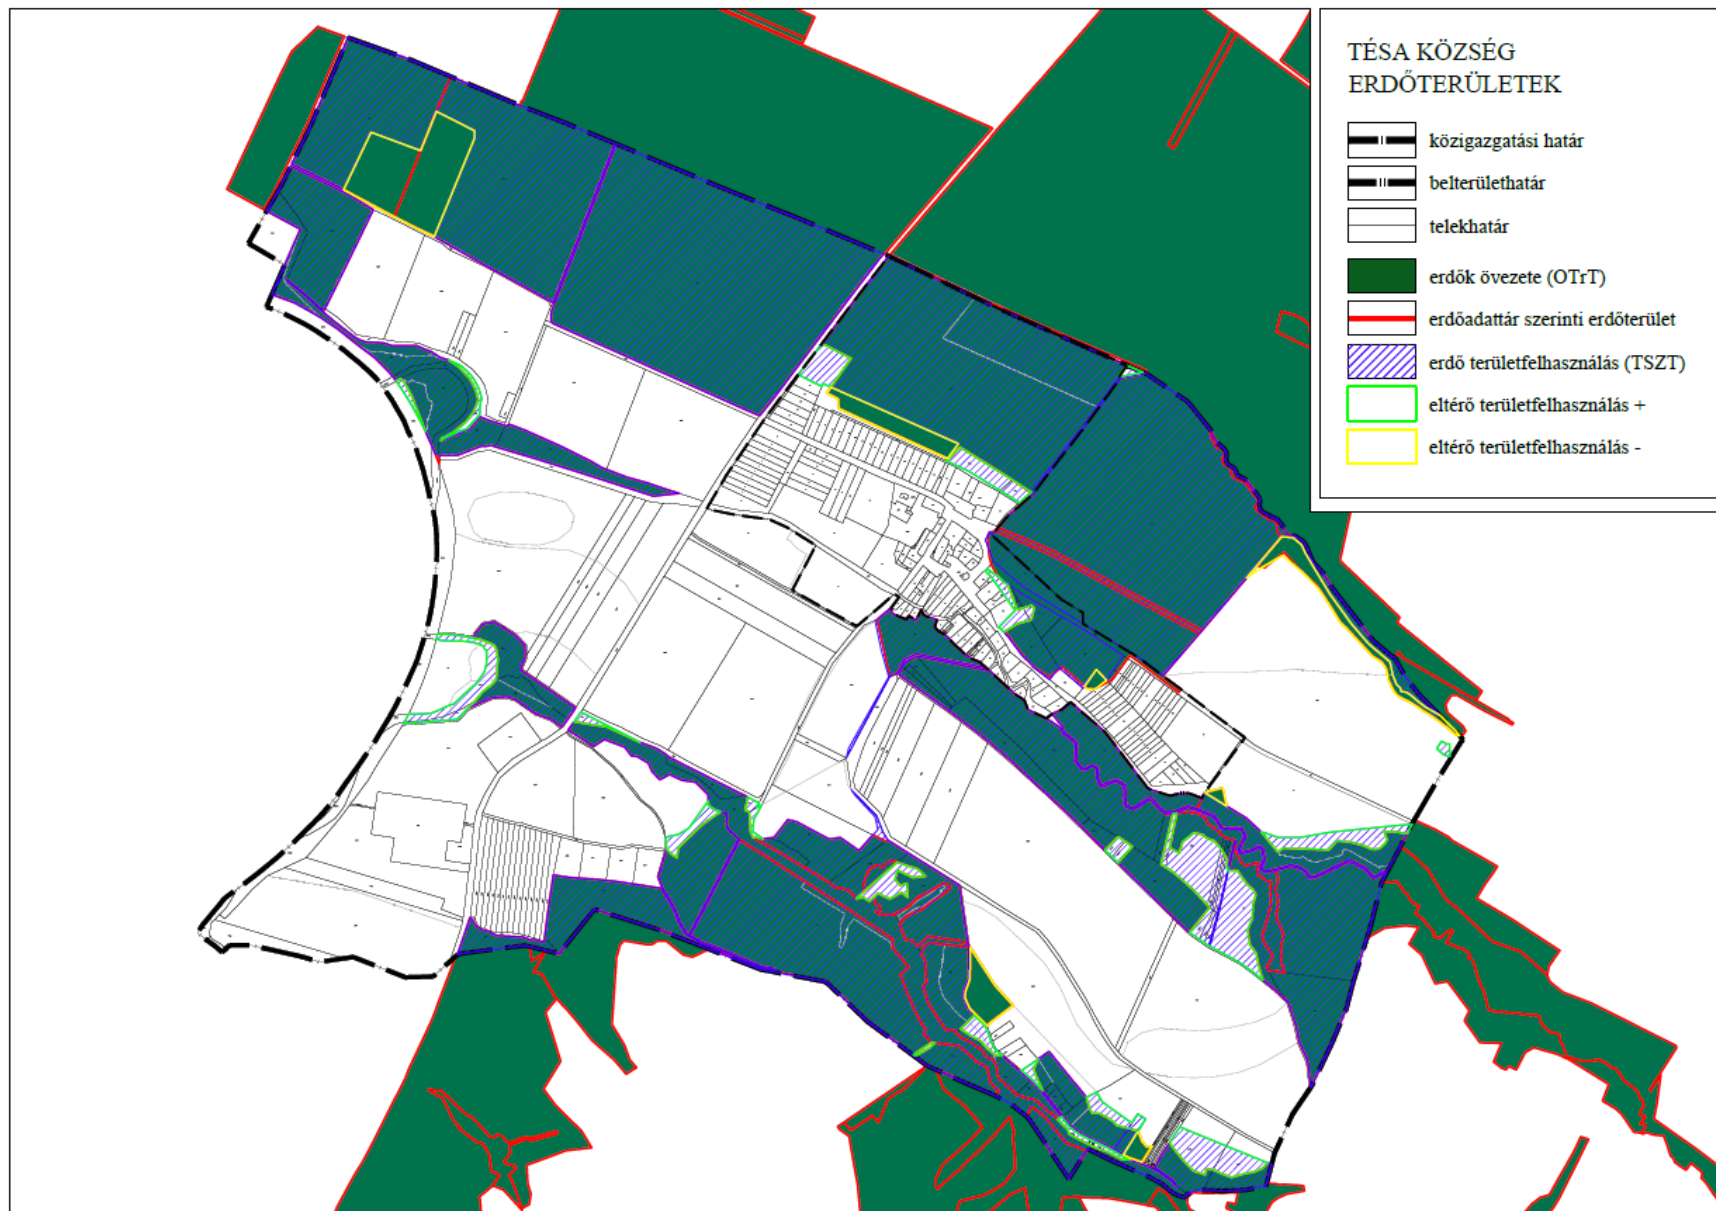 TÉSA KÖZSÉG
ERDŐTERÜLETEK
közigazgatási határ
belterülethatár
telekhatár
erdők övezete (OTrT)
erdőadattár szerinti erdőterület
erdő területfelhasználás (TSZT)
eltérő területfelhasználás +
eltérő területfelhasználás -